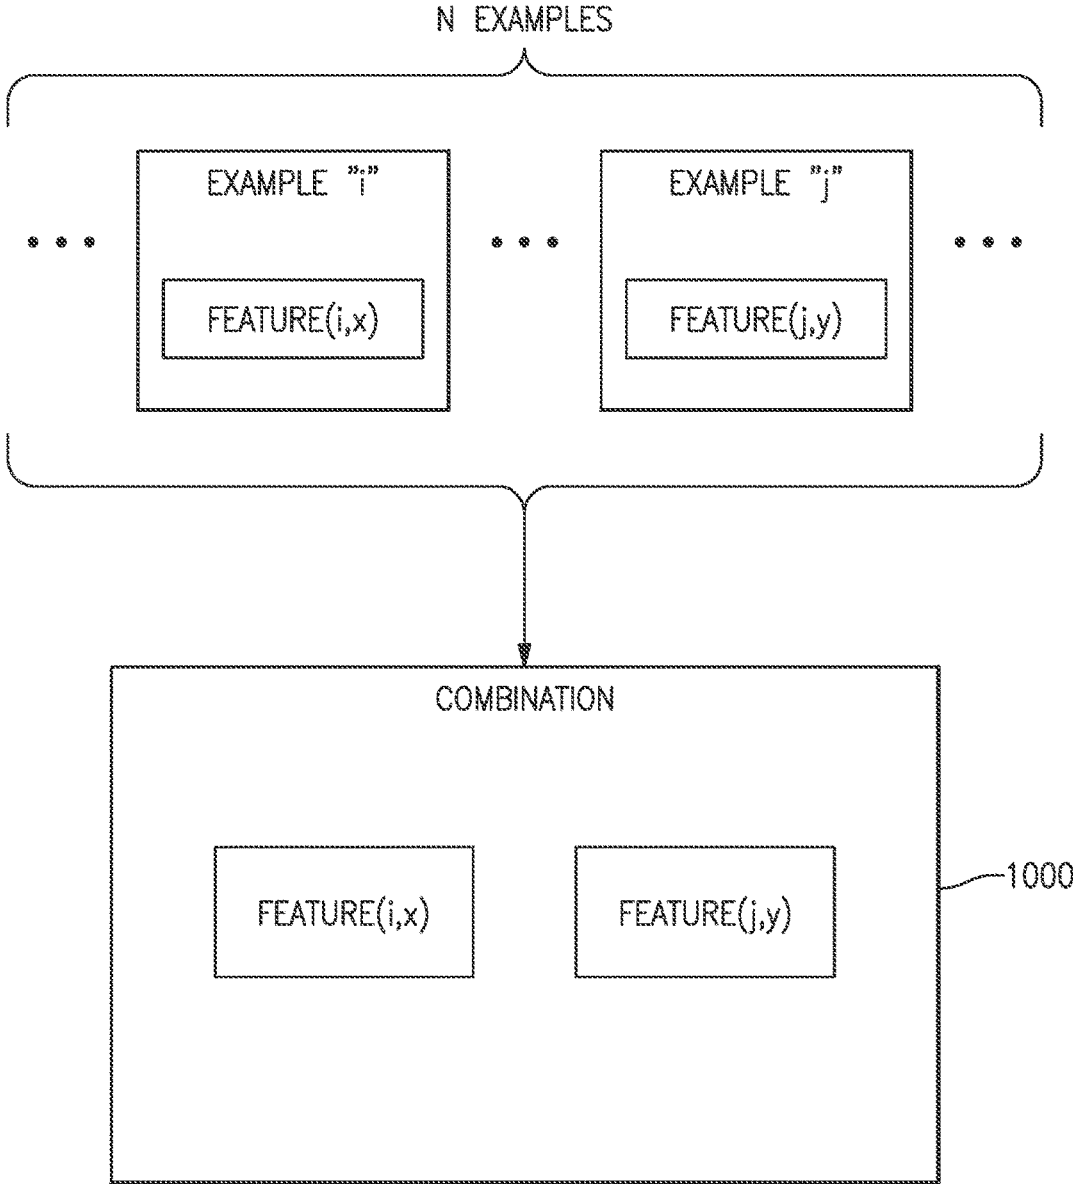 N EXAMPLES
EXAMPLE "i"
EXAMPLE "j"
FEATURE(i,x)
FEATURE(j,y)
COMBINATION
1000
FEATURE(i,x)
FEATURE(j,y)